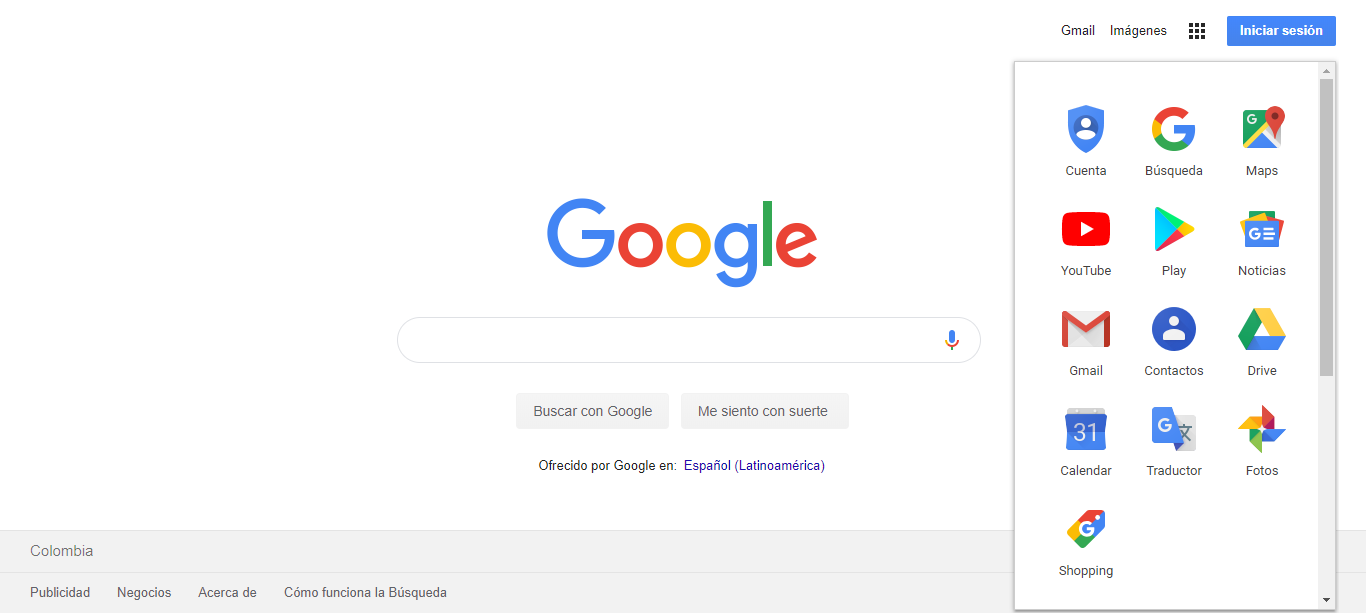 Gmail Imágenes Iniciar sesión
Google
Buscar con Google Me siento con suerte
Ofrecido por Google en: Español (Latinoamérica)
Cuenta Búsqueda G Maps
YouTube Play GE Noticias
Gmail Contactos Drive
31 Calendar G 文 Traductor Fotos
G Shopping
Colombia
Publicidad Negocios Acerca de Cómo funciona la Búsqueda